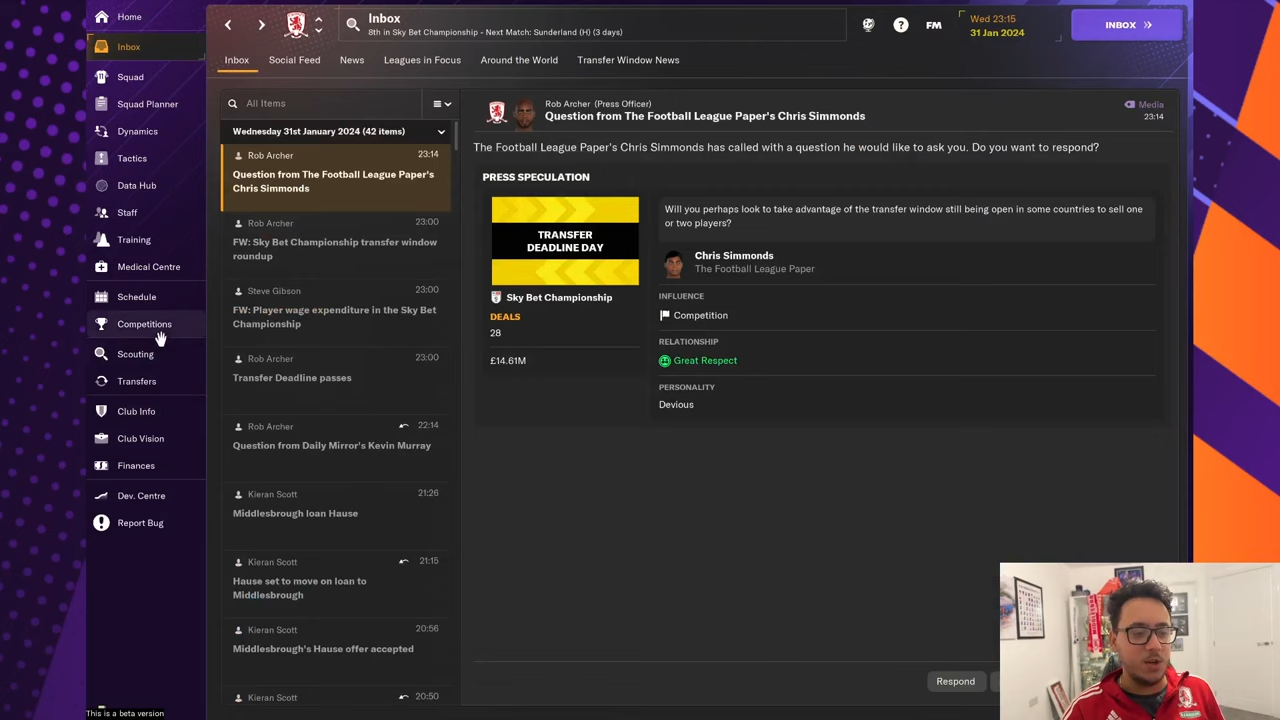 Home
Inbox
Squad
Squad Planner
Dynamics
Tactics
Data Hub
Staff
Training
Medical Centre
Schedule
Competitions
Scouting
Transfers
Club Info
Club Vision
Finances
Dev. Centre
Report Bug
This is a beta version
Inbox
8th in Sky Bet Championship - Next Match: Sunderland (H) (3 days)
?
FM
Wed 23:15
31 Jan 2024
INBOX
Inbox Social Feed News Leagues in Focus Around the World Transfer Window News
All Items
Wednesday 31st January 2024 (42 items)
Rob Archer 23:14
Question from The Football League Paper's
Chris Simmonds
Rob Archer 23:00
FW: Sky Bet Championship transfer window
roundup
Steve Gibson 23:00
FW: Player wage expenditure in the Sky Bet
Championship
Rob Archer 23:00
Transfer Deadline passes
Rob Archer 22:14
Question from Daily Mirror's Kevin Murray
Kieran Scott 21:26
Middlesbrough loan Hause
Kieran Scott 21:15
Hause set to move on loan to
Middlesbrough
Kieran Scott 20:56
Middlesbrough's Hause offer accepted
Kieran Scott 20:50
Rob Archer (Press Officer)
Question from The Football League Paper's Chris Simmonds
Media
23:14
The Football League Paper's Chris Simmonds has called with a question he would like to ask you. Do you want to respond?
PRESS SPECULATION
TRANSFER
DEADLINE DAY
Sky Bet Championship
DEALS
28
£14.61M
Will you perhaps look to take advantage of the transfer window still being open in some countries to sell one
or two players?
Chris Simmonds
The Football League Paper
INFLUENCE
Competition
RELATIONSHIP
Great Respect
PERSONALITY
Devious
Respond